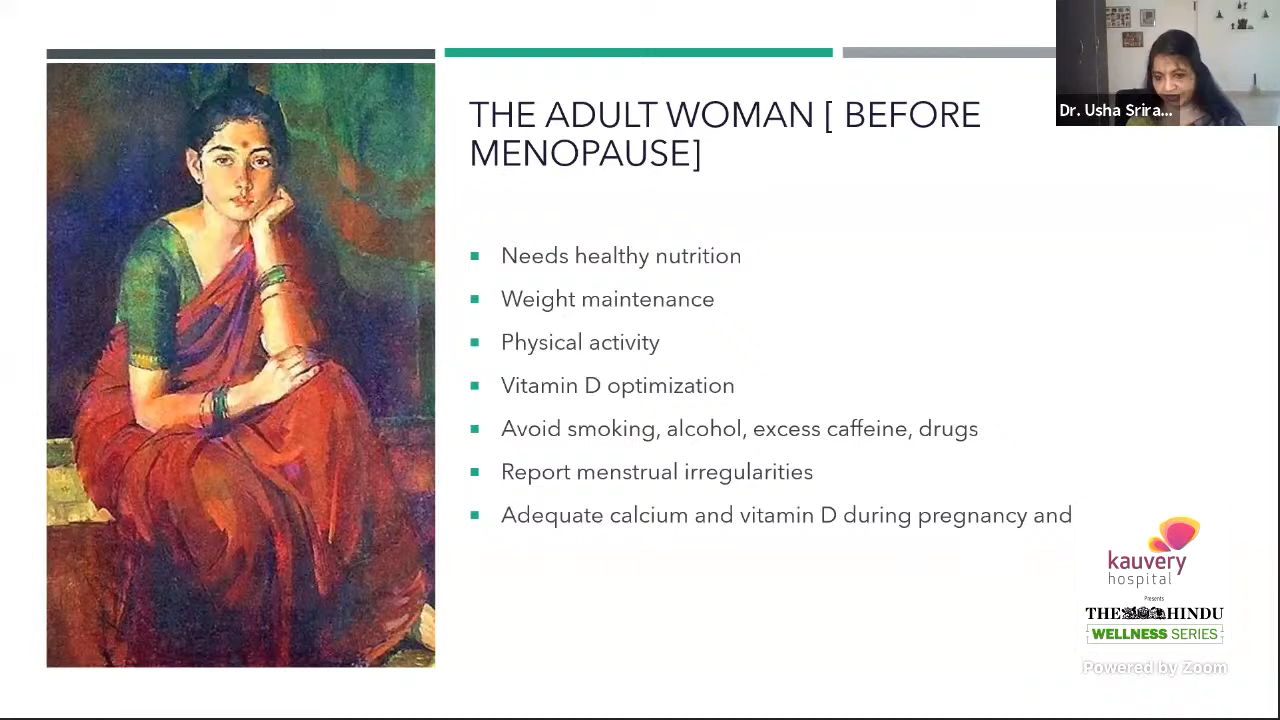 THE ADULT WOMAN [ BEFORE
MENOPAUSE]
Needs healthy nutrition
Weight maintenance
Physical activity
Vitamin D optimization
Avoid smoking, alcohol, excess caffeine, drugs
Report menstrual irregularities
Adequate calcium and vitamin D during pregnancy and
Dr. Usha Srira...
kauvery
hospital
Presents
THE HINDU
WELLNESS SERIES
Powered by Zoom